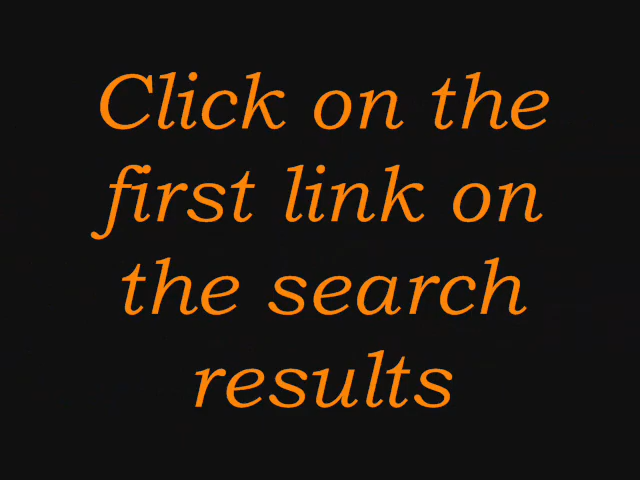 Click on the
first link on
the search
results